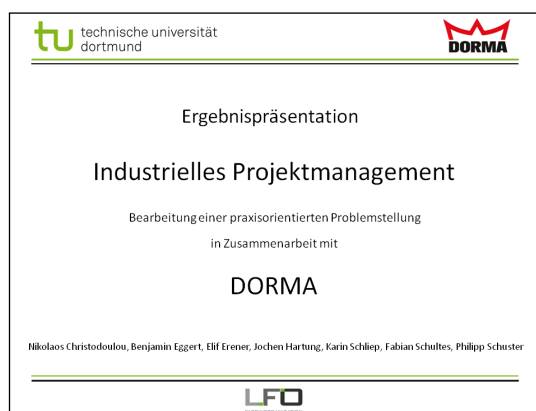 tu technische universität
dortmund
DORMA
Ergebnispräsentation
Industrielles Projektmanagement
Bearbeitung einer praxisorientierten Problemstellung
in Zusammenarbeit mit
DORMA
Nikolaos Christodoulou, Benjamin Eggert, Elif Erener, Jochen Hartung, Karin Schliep, Fabian Schultes, Philipp Schuster
LFO